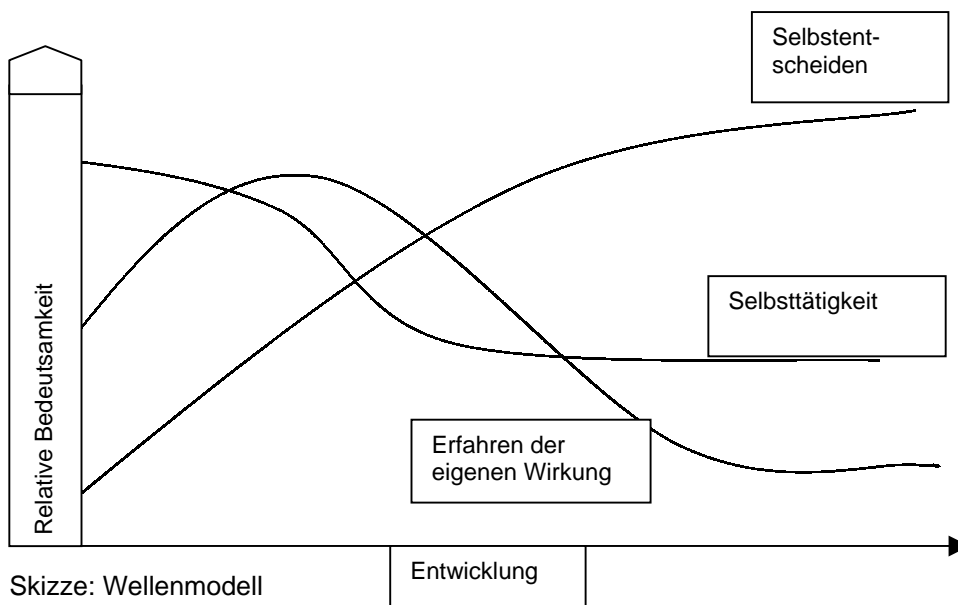 Selbstent-
scheiden
Selbsttätigkeit
Relative Bedeutsamkeit
Erfahren der
eigenen Wirkung
Entwicklung
Skizze: Wellenmodell